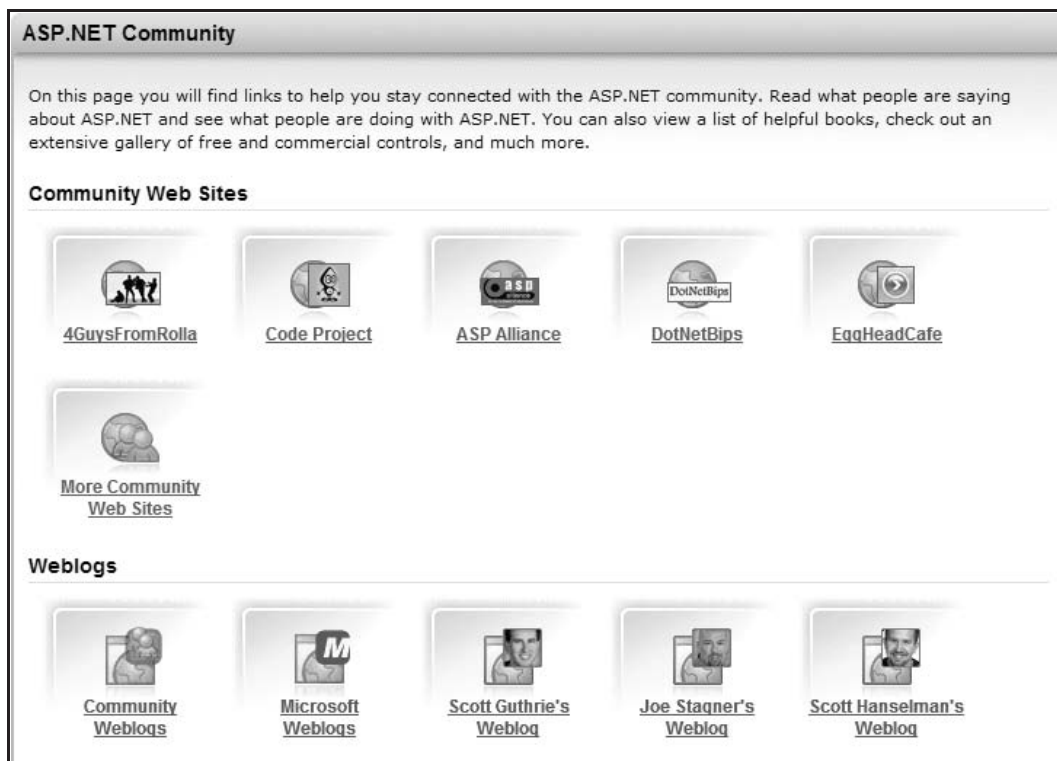 ASP.NET Community
On this page you will find links to help you stay connected with the ASP.NET community. Read what people are saying
about ASP.NET and see what people are doing with ASP.NET. You can also view a list of helpful books, check out an
extensive gallery of free and commercial controls, and much more.
Community Web Sites
asp
DotNetBips
4GuysFromRolla
Code Project
ASP Alliance
DotNetBips
EggHeadCafe
More Community
Web Sites
Weblogs
M
Community
Weblogs
Microsoft
Weblogs
Scott Guthrie's
Weblog
Joe Stagner's
Weblog
Scott Hanselman's
Weblog